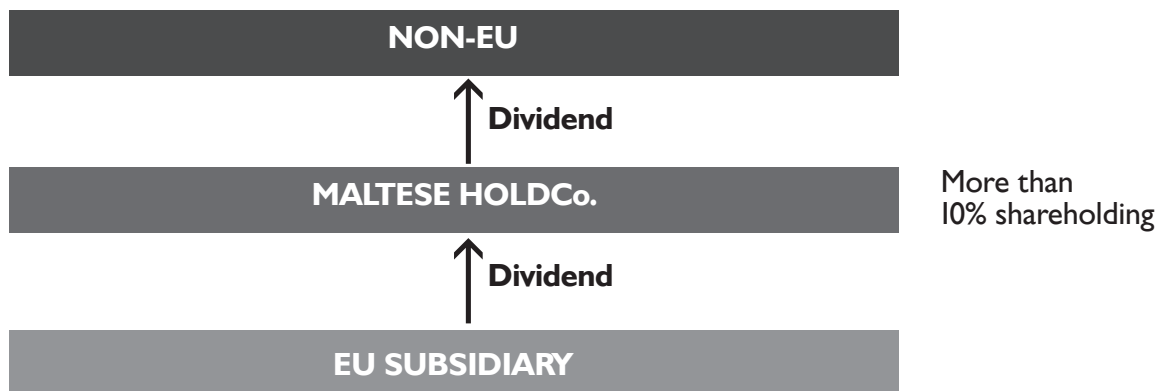 NON-EU
Dividend
MALTESE HOLDCo.
More than
10% shareholding
Dividend
EU SUBSIDIARY